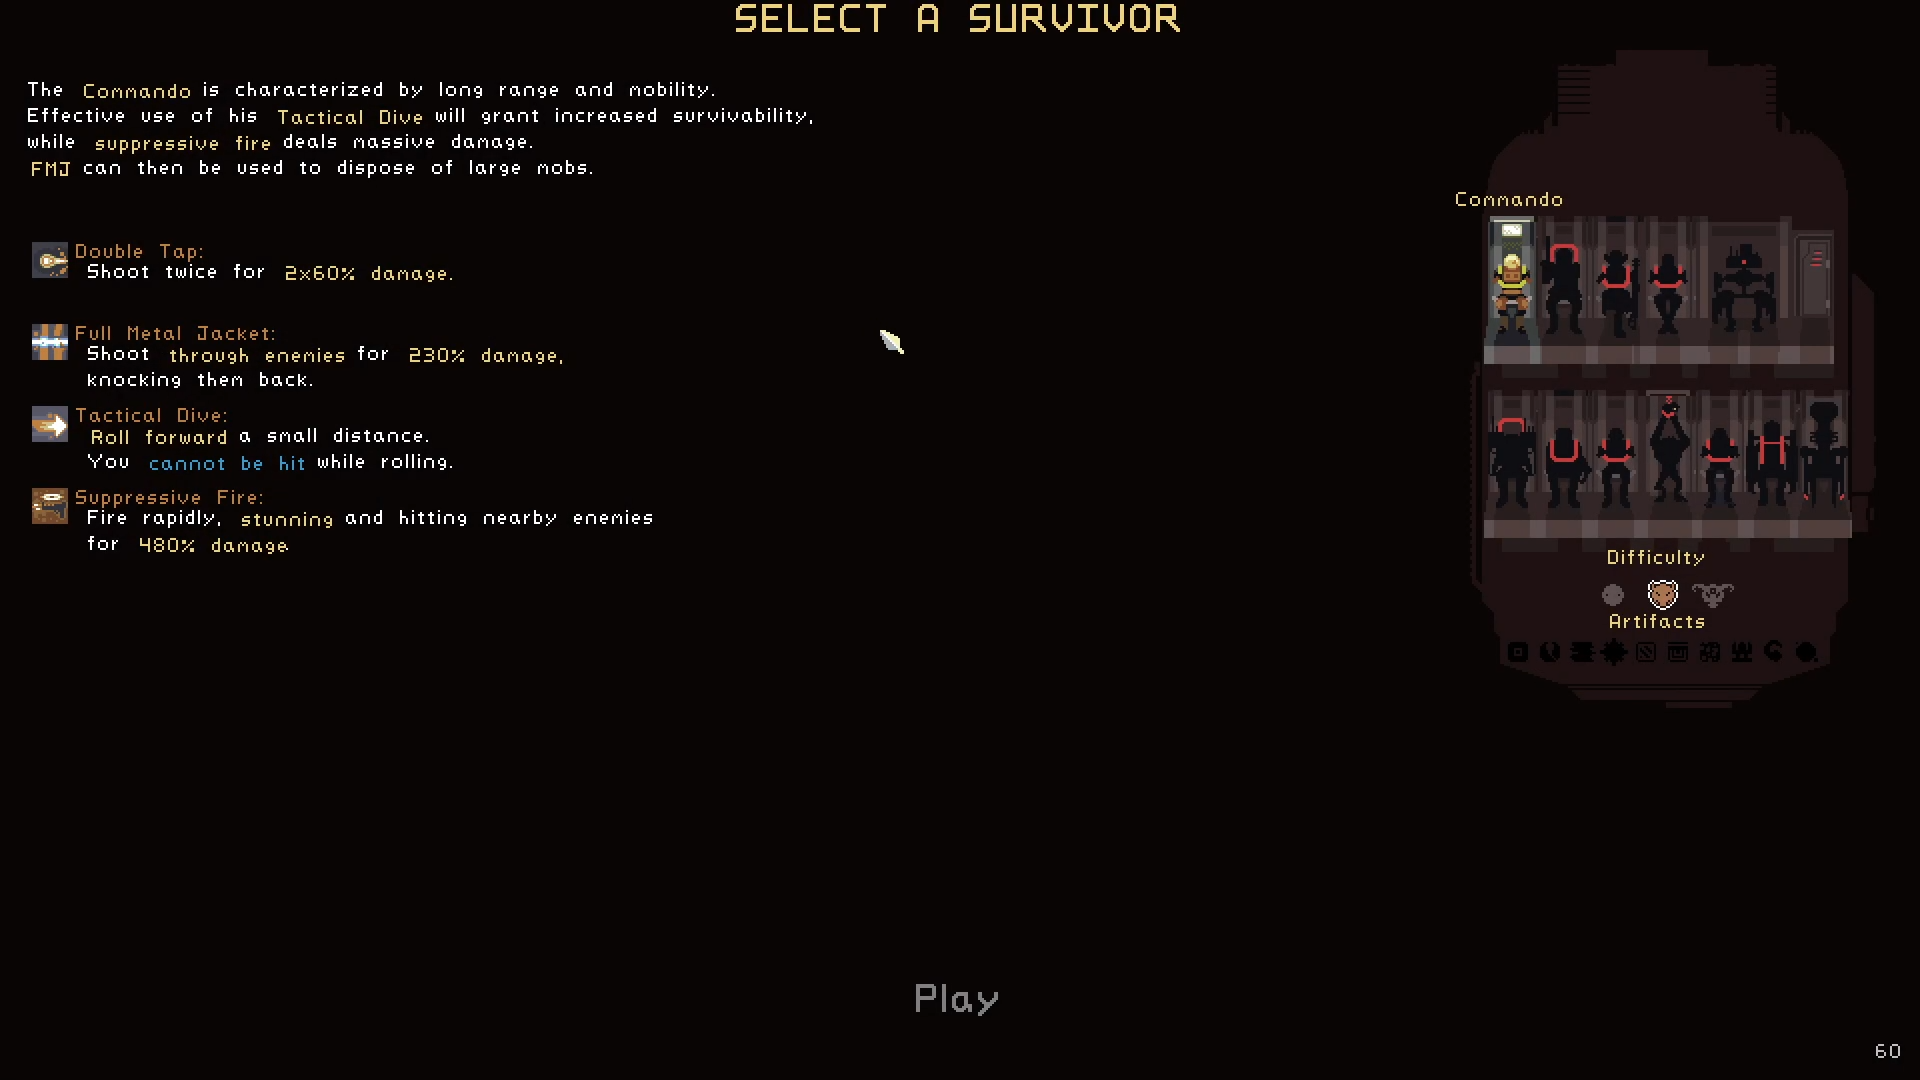 SELECT A SURVIVOR
The Commando is characterized by long range and mobility.
Effective use of his Tactical Dive will grant increased survivability,
while suppressive fire deals massive damage.
FMJ can then be used to dispose of large mobs.
Commando
Double Tap:
Shoot twice for 2x60% damage.
Full Metal Jacket:
Shoot through enemies for 230% damage,
knocking them back.
Tactical Dive:
Roll forward a small distance.
You cannot be hit while rolling.
Suppressive Fire:
Fire rapidly, stunning and hitting nearby enemies
for 480% damage
Difficulty
Artifacts
Play
60